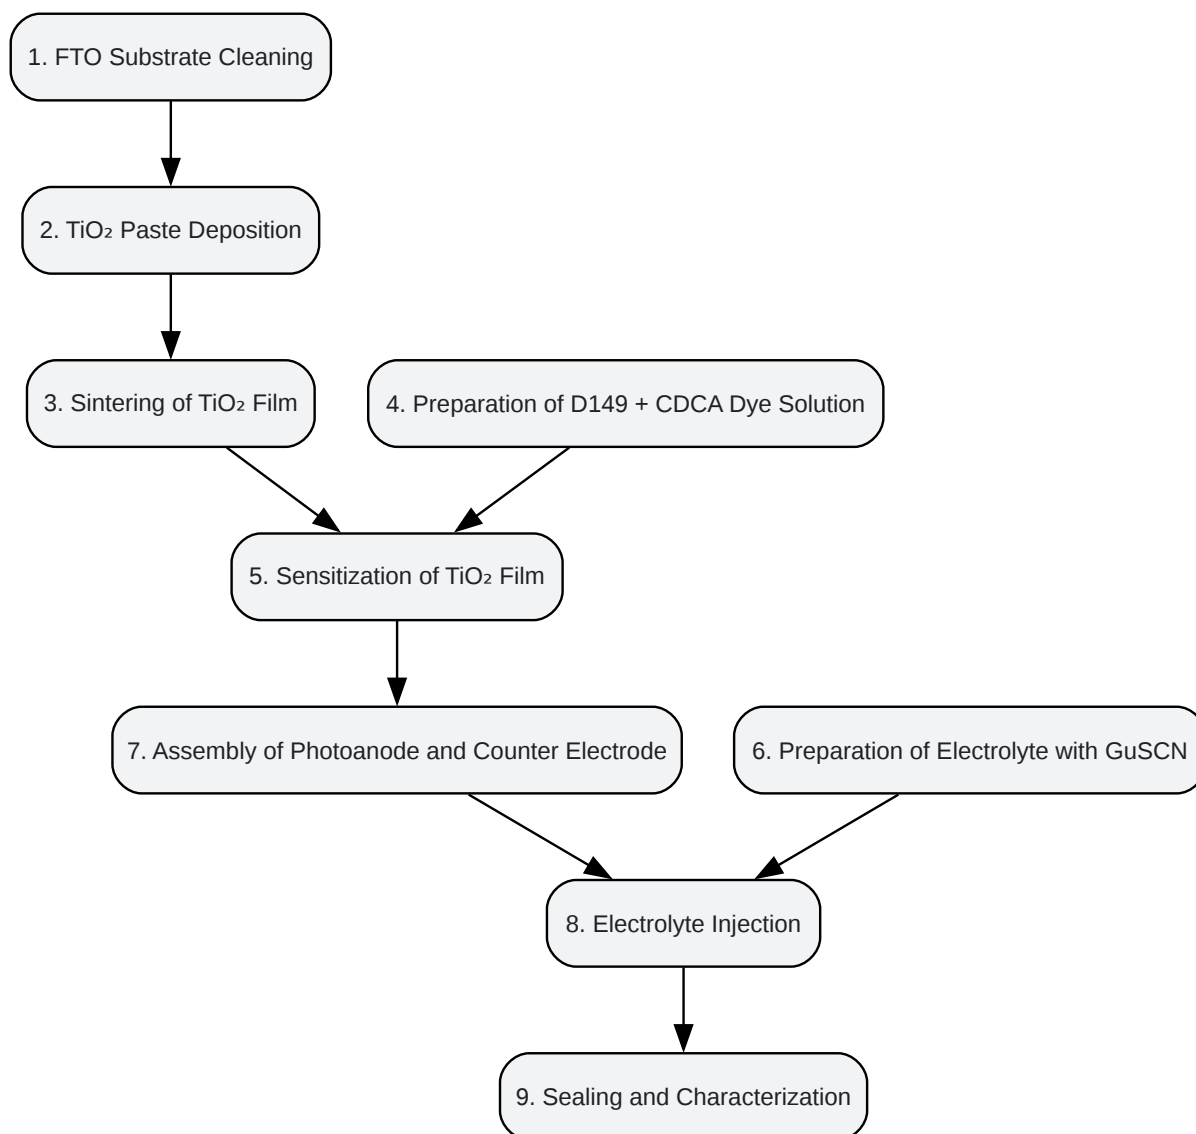 1. FTO Substrate Cleaning
2. TiO₂ Paste Deposition
3. Sintering of TiO₂ Film
4. Preparation of D149 + CDCA Dye Solution
5. Sensitization of TiO₂ Film
7. Assembly of Photoanode and Counter Electrode
6. Preparation of Electrolyte with GuSCN
8. Electrolyte Injection
9. Sealing and Characterization